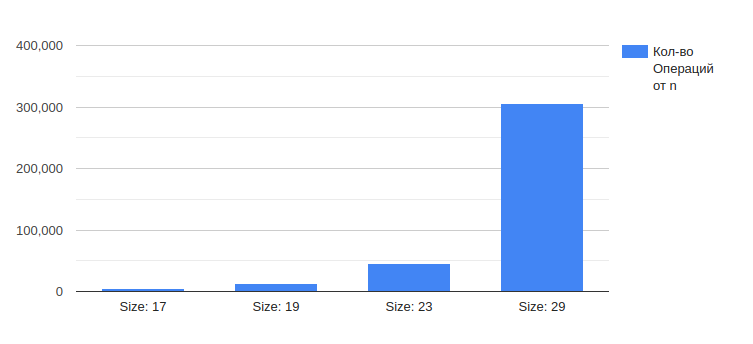 400,000
300,000
200,000
100,000
0
Size: 17
Size: 19
Size: 23
Size: 29
Кол-во
Операций
от n